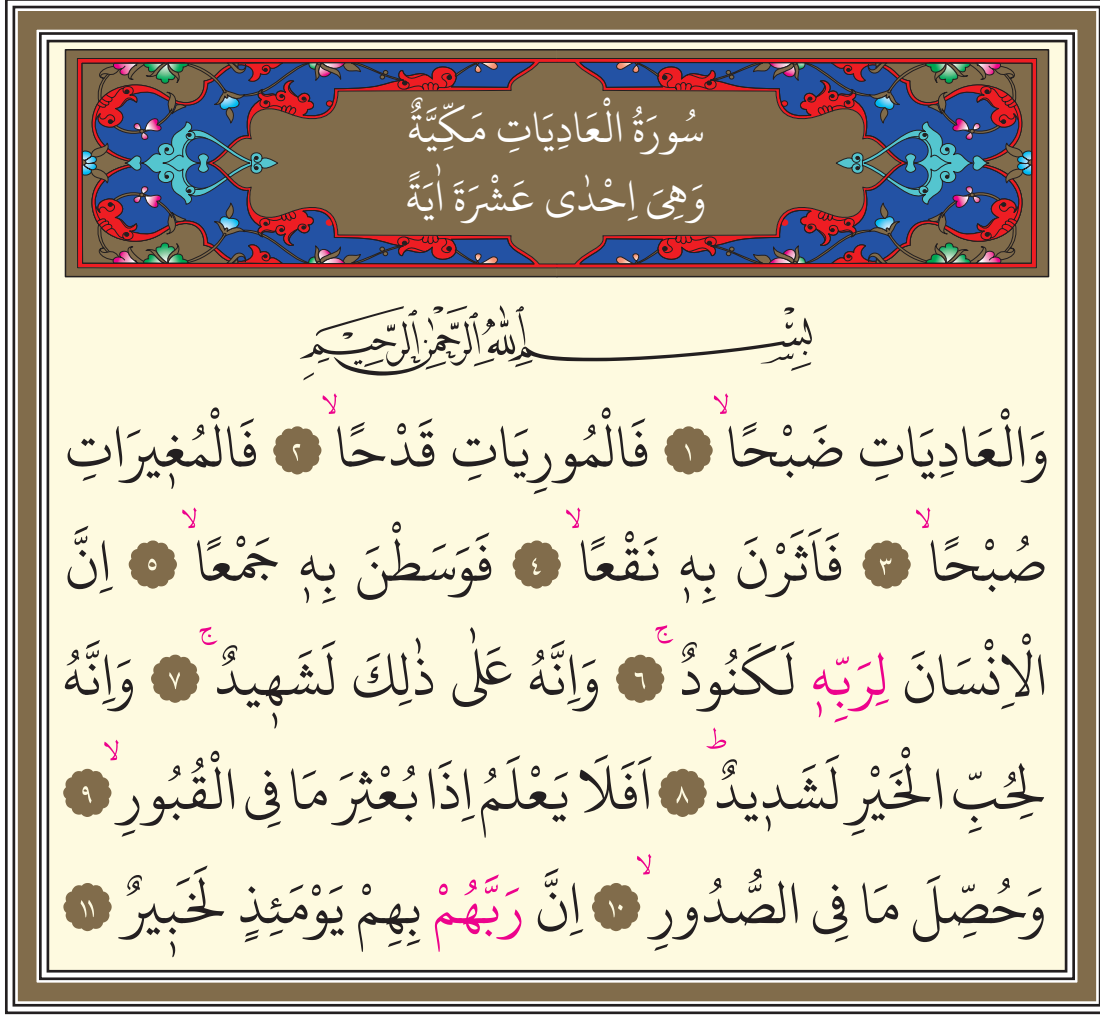 سُورَةُ الْعَادِيَاتِ مَكِّيَّةٌ
وَهِىَ اِحْدٰى عَشْرَةَ اٰيَةً
بِسْمِ اللّٰهِ الرَّحْمٰنِ الرَّحِيمِ
وَالْعَادِيَاتِ ضَبْحًاۙ ﴿١﴾ فَالْمُورِيَاتِ قَدْحًاۙ ﴿٢﴾ فَالْمُغ۪يرَاتِ
صُبْحًاۙ ﴿٣﴾ فَاَثَرْنَ بِه۪ نَقْعًاۙ ﴿٤﴾ فَوَسَطْنَ بِه۪ جَمْعًاۙ ﴿٥﴾ اِنَّ
الْاِنْسَانَ لِرَبِّه۪ لَكَنُودٌۚ ﴿٦﴾ وَاِنَّهُ عَلٰى ذٰلِكَ لَشَه۪يدٌۚ ﴿٧﴾ وَاِنَّهُ
لِحُبِّ الْخَيْرِ لَشَد۪يدٌۜ ﴿٨﴾ اَفَلَا يَعْلَمُ اِذَا بُعْثِرَ مَا فِى الْقُبُورِۙ ﴿٩﴾
وَحُصِّلَ مَا فِى الصُّدُورِۙ ﴿١٠﴾ اِنَّ رَبَّهُمْ بِهِمْ يَوْمَئِذٍ لَخَب۪يرٌ ﴿١١﴾